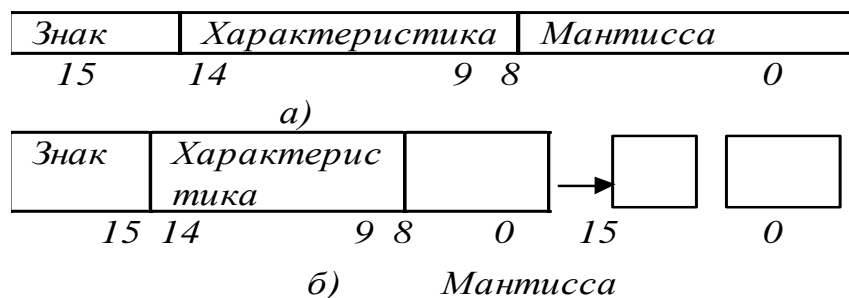 Знак Характеристика Мантисса
15 14 9 8 0
а)
Знак Характерис
тика
15 14 9 8 0 15 0
б) Мантисса